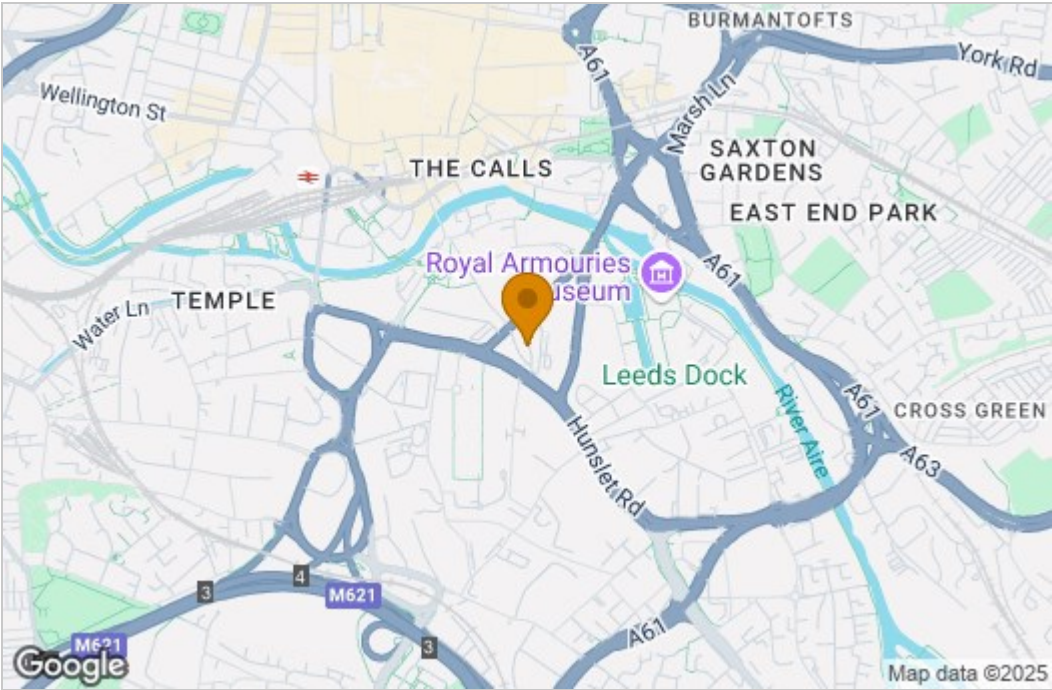 BURMANTOFTS
A61
York Rd
Wellington St
Marsh Ln
SAXTON
GARDENS
THE CALLS
EAST END PARK
Royal Armouries
useum
A61
TEMPLE
Water Ln
Leeds Dock
A61
River Aire
CROSS GREEN
Hunslet Rd
A63
4
3
M621
A61
3
M621
Google
Map data ©2025